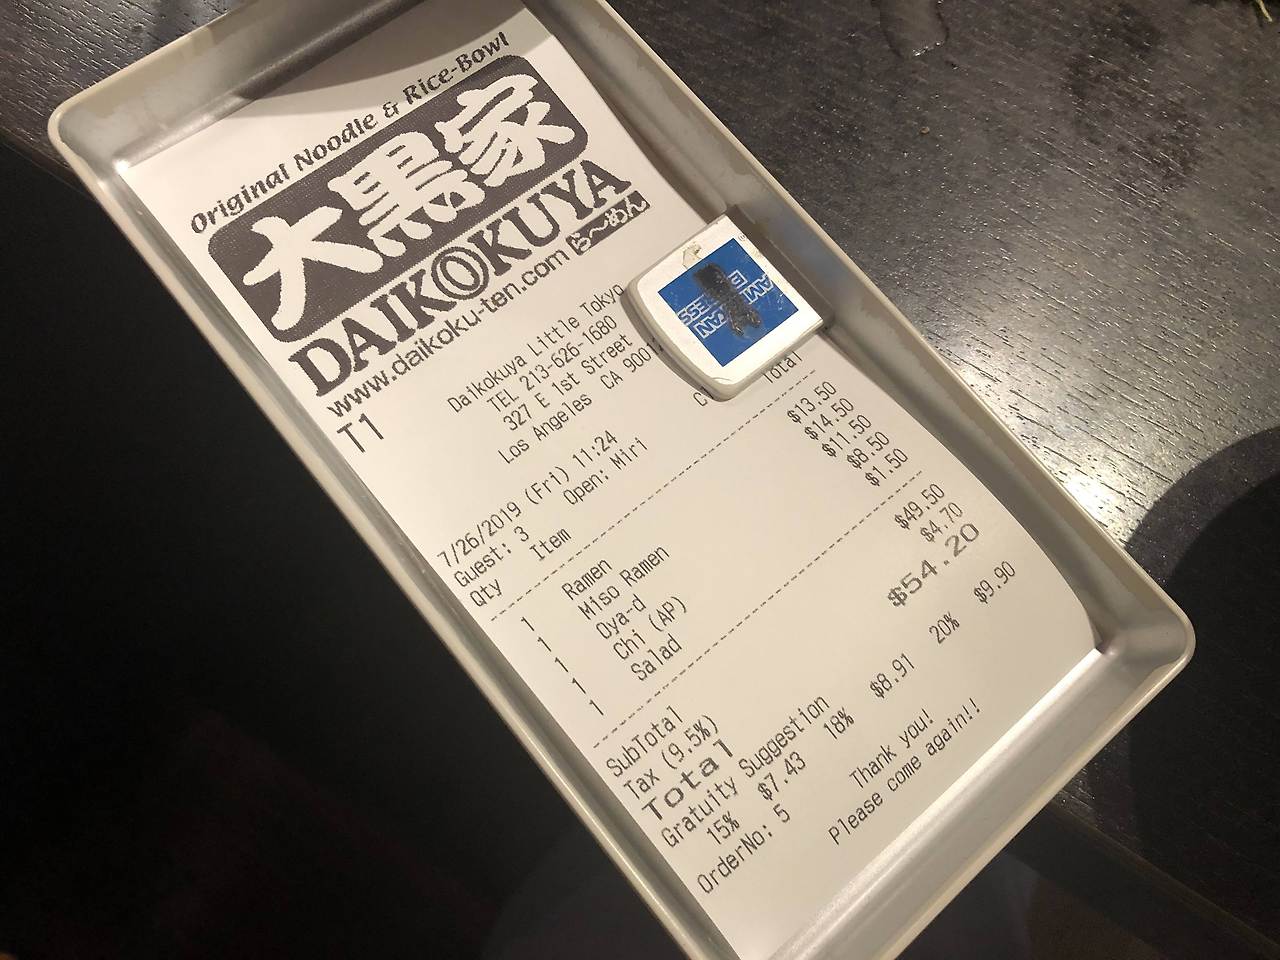 Original Noodle & Rice-Bowl
大黒家
DAIKOKUYA
www.daikoku-ten.com らーめん
T1
Daikokuya Little Tokyo
TEL 213-626-1680
327 E 1st Street
Los Angeles CA
7/26/2019 (Fri) 11:24
Guest: 3 Open: Miri
Qty Item Total
1 Ramen $13.50
1 Miso Ramen $14.50
1 Oya-d $11.50
1 Chi (AP) $8.50
1 Salad $1.50
SubTotal $49.50
Tax (9.5%) $4.70
Total $54.20
Gratuity Suggestion
15% $7.43 18% $8.91 20% $9.90
OrderNo: 5
Thank you!
Please come again!!
AMERICAN
EXPRESS